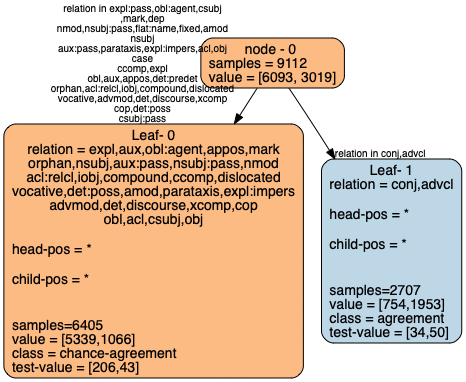 relation in expl:pass,obl:agent,csubj
,mark,dep
nmod,nsubj:pass,flat:name,fixed,amod
nsubj
aux:pass,parataxis,expl:impers,acl,obj
case
ccomp,expl
obl,aux,appos,det:predet
orphan,acl:relcl,iobj,compound,dislocated
vocative,advmod,det,discourse,xcomp
cop,det:poss
csubj:pass
node - 0
samples = 9112
value = [6093, 3019]
Leaf- 0
relation = expl,aux,obl:agent,appos,mark
orphan,nsubj,aux:pass,nsubj:pass,nmod
acl:relcl,iobj,compound,ccomp,dislocated
vocative,det:poss,amod,parataxis,expl:impers
advmod,det,discourse,xcomp,cop
obl,acl,csubj,obj
head-pos = *
child-pos = *
samples=6405
value = [5339,1066]
class = chance-agreement
test-value = [206,43]
relation in conj,advcl
Leaf- 1
relation = conj,advcl
head-pos = *
child-pos = *
samples=2707
value = [754,1953]
class = agreement
test-value = [34,50]